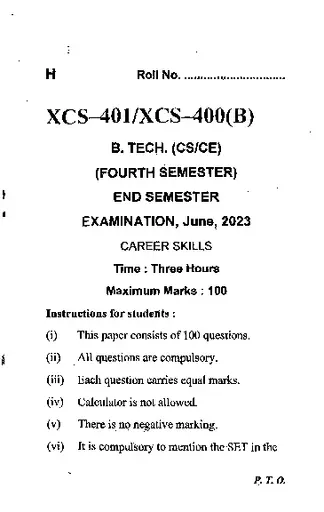 H Roll No. ................................
XCS–401/XCS–400(B)
B. TECH. (CS/CE)
(FOURTH SEMESTER)
END SEMESTER
EXAMINATION, June, 2023
CAREER SKILLS
Time : Three Hours
Maximum Marks : 100
Instructions for students :
(i) This paper consists of 100 questions.
(ii) All questions are compulsory.
(iii) Each question carries equal marks.
(iv) Calculator is not allowed.
(v) There is no negative marking.
(vi) It is compulsory to mention the SET in the
P. T. O.